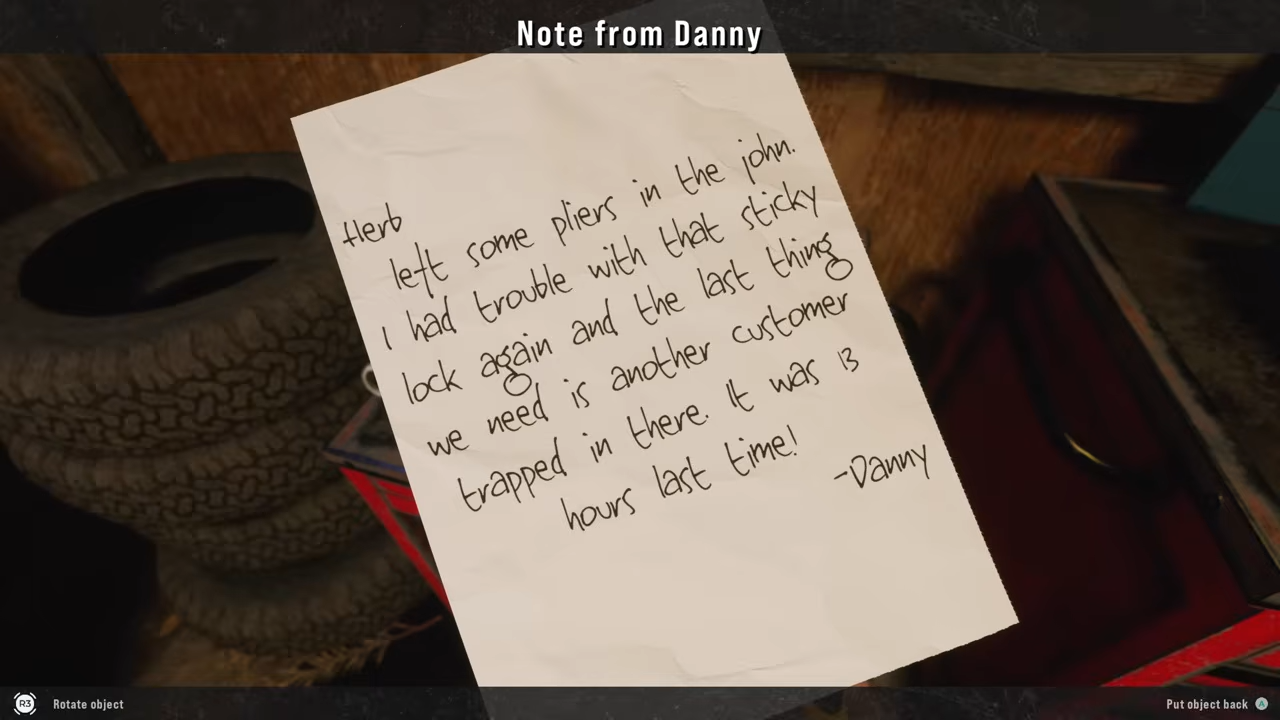 Note from Danny
Herb
left some pliers in the john.
I had trouble with that sticky
lock again and the last thing
we need is another customer
trapped in there. It was 13
hours last time!
-Danny
R3 Rotate object
Put object back A